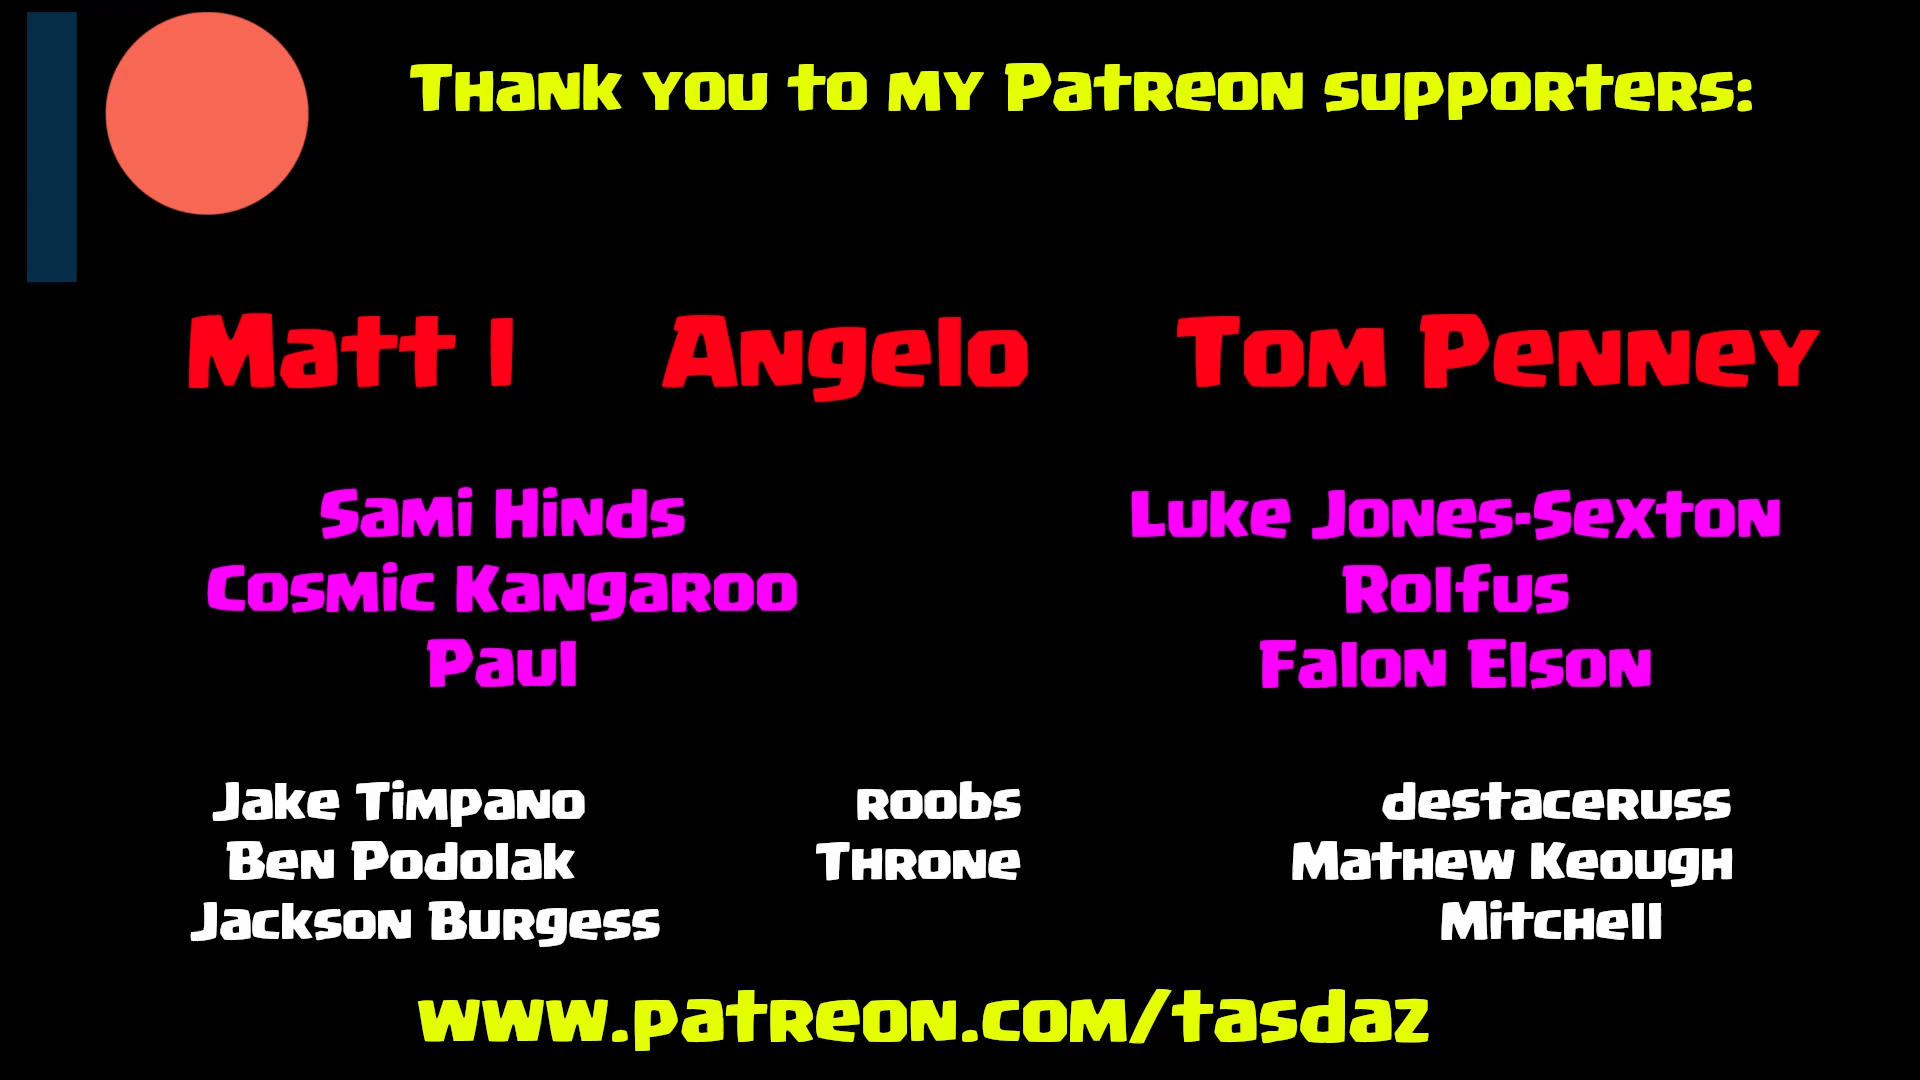 Thank you to my Patreon supporters:
Matt I Angelo Tom Penney
Sami Hinds Luke Jones-Sexton
Cosmic Kangaroo Rolfus
Paul Falon Elson
Jake Timpano roobs destaceruss
Ben Podolak Throne Mathew Keough
Jackson Burgess Mitchell
www.patreon.com/tasdaz